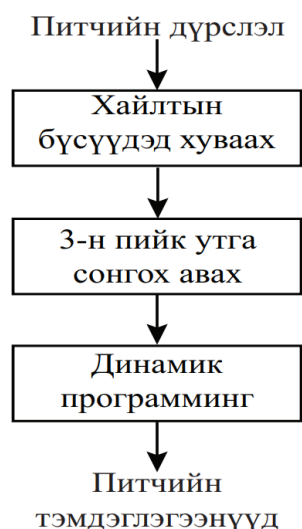 Питчийн дүрслэл
Хайлтын
бүсүүдэд хуваах
3-н пийк утга
сонгох авах
Динамик
программинг
Питчийн
тэмдэглэгээнүүд